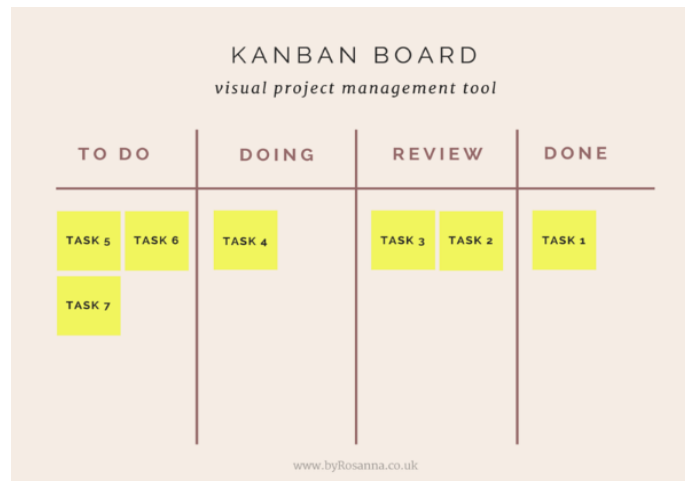 KANBAN BOARD
visual project management tool
TO DO
DOING
REVIEW
DONE
TASK 5
TASK 6
TASK 7
TASK 4
TASK 3
TASK 2
TASK 1
www.byRosanna.co.uk